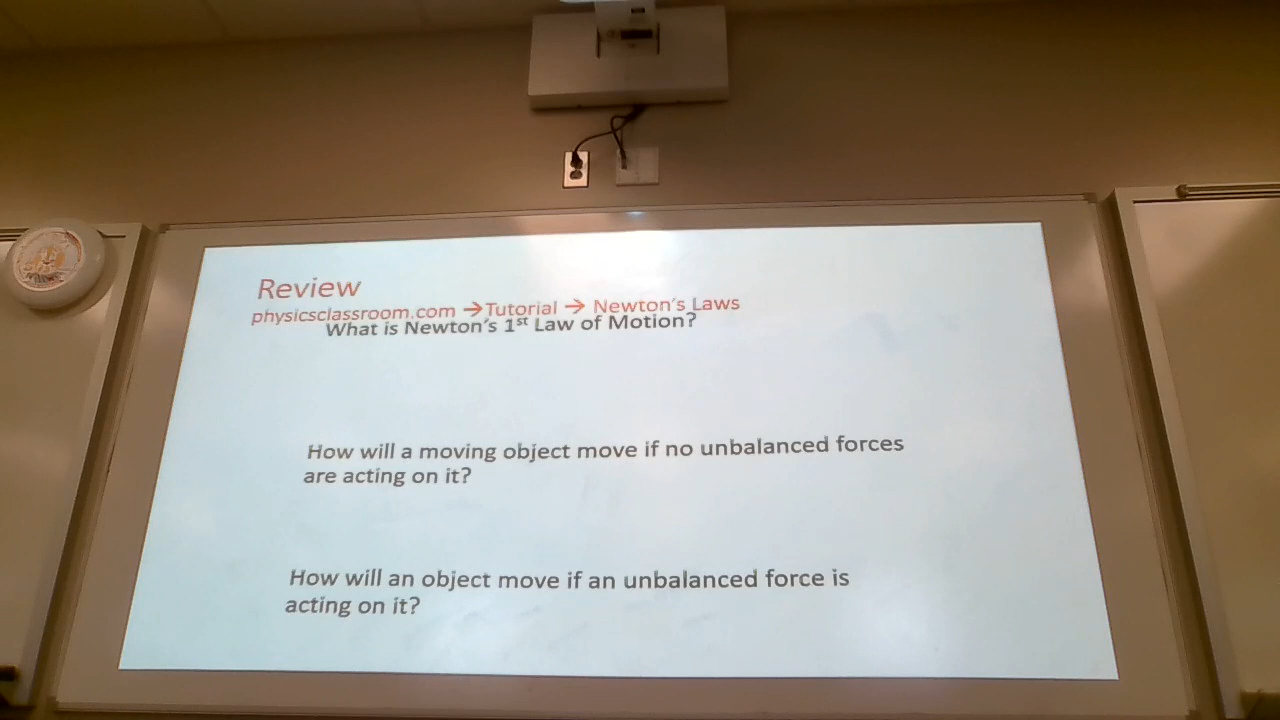 Review
physicsclassroom.com →Tutorial → Newton's Laws
What is Newton's 1st Law of Motion?
How will a moving object move if no unbalanced forces
are acting on it?
How will an object move if an unbalanced force is
acting on it?